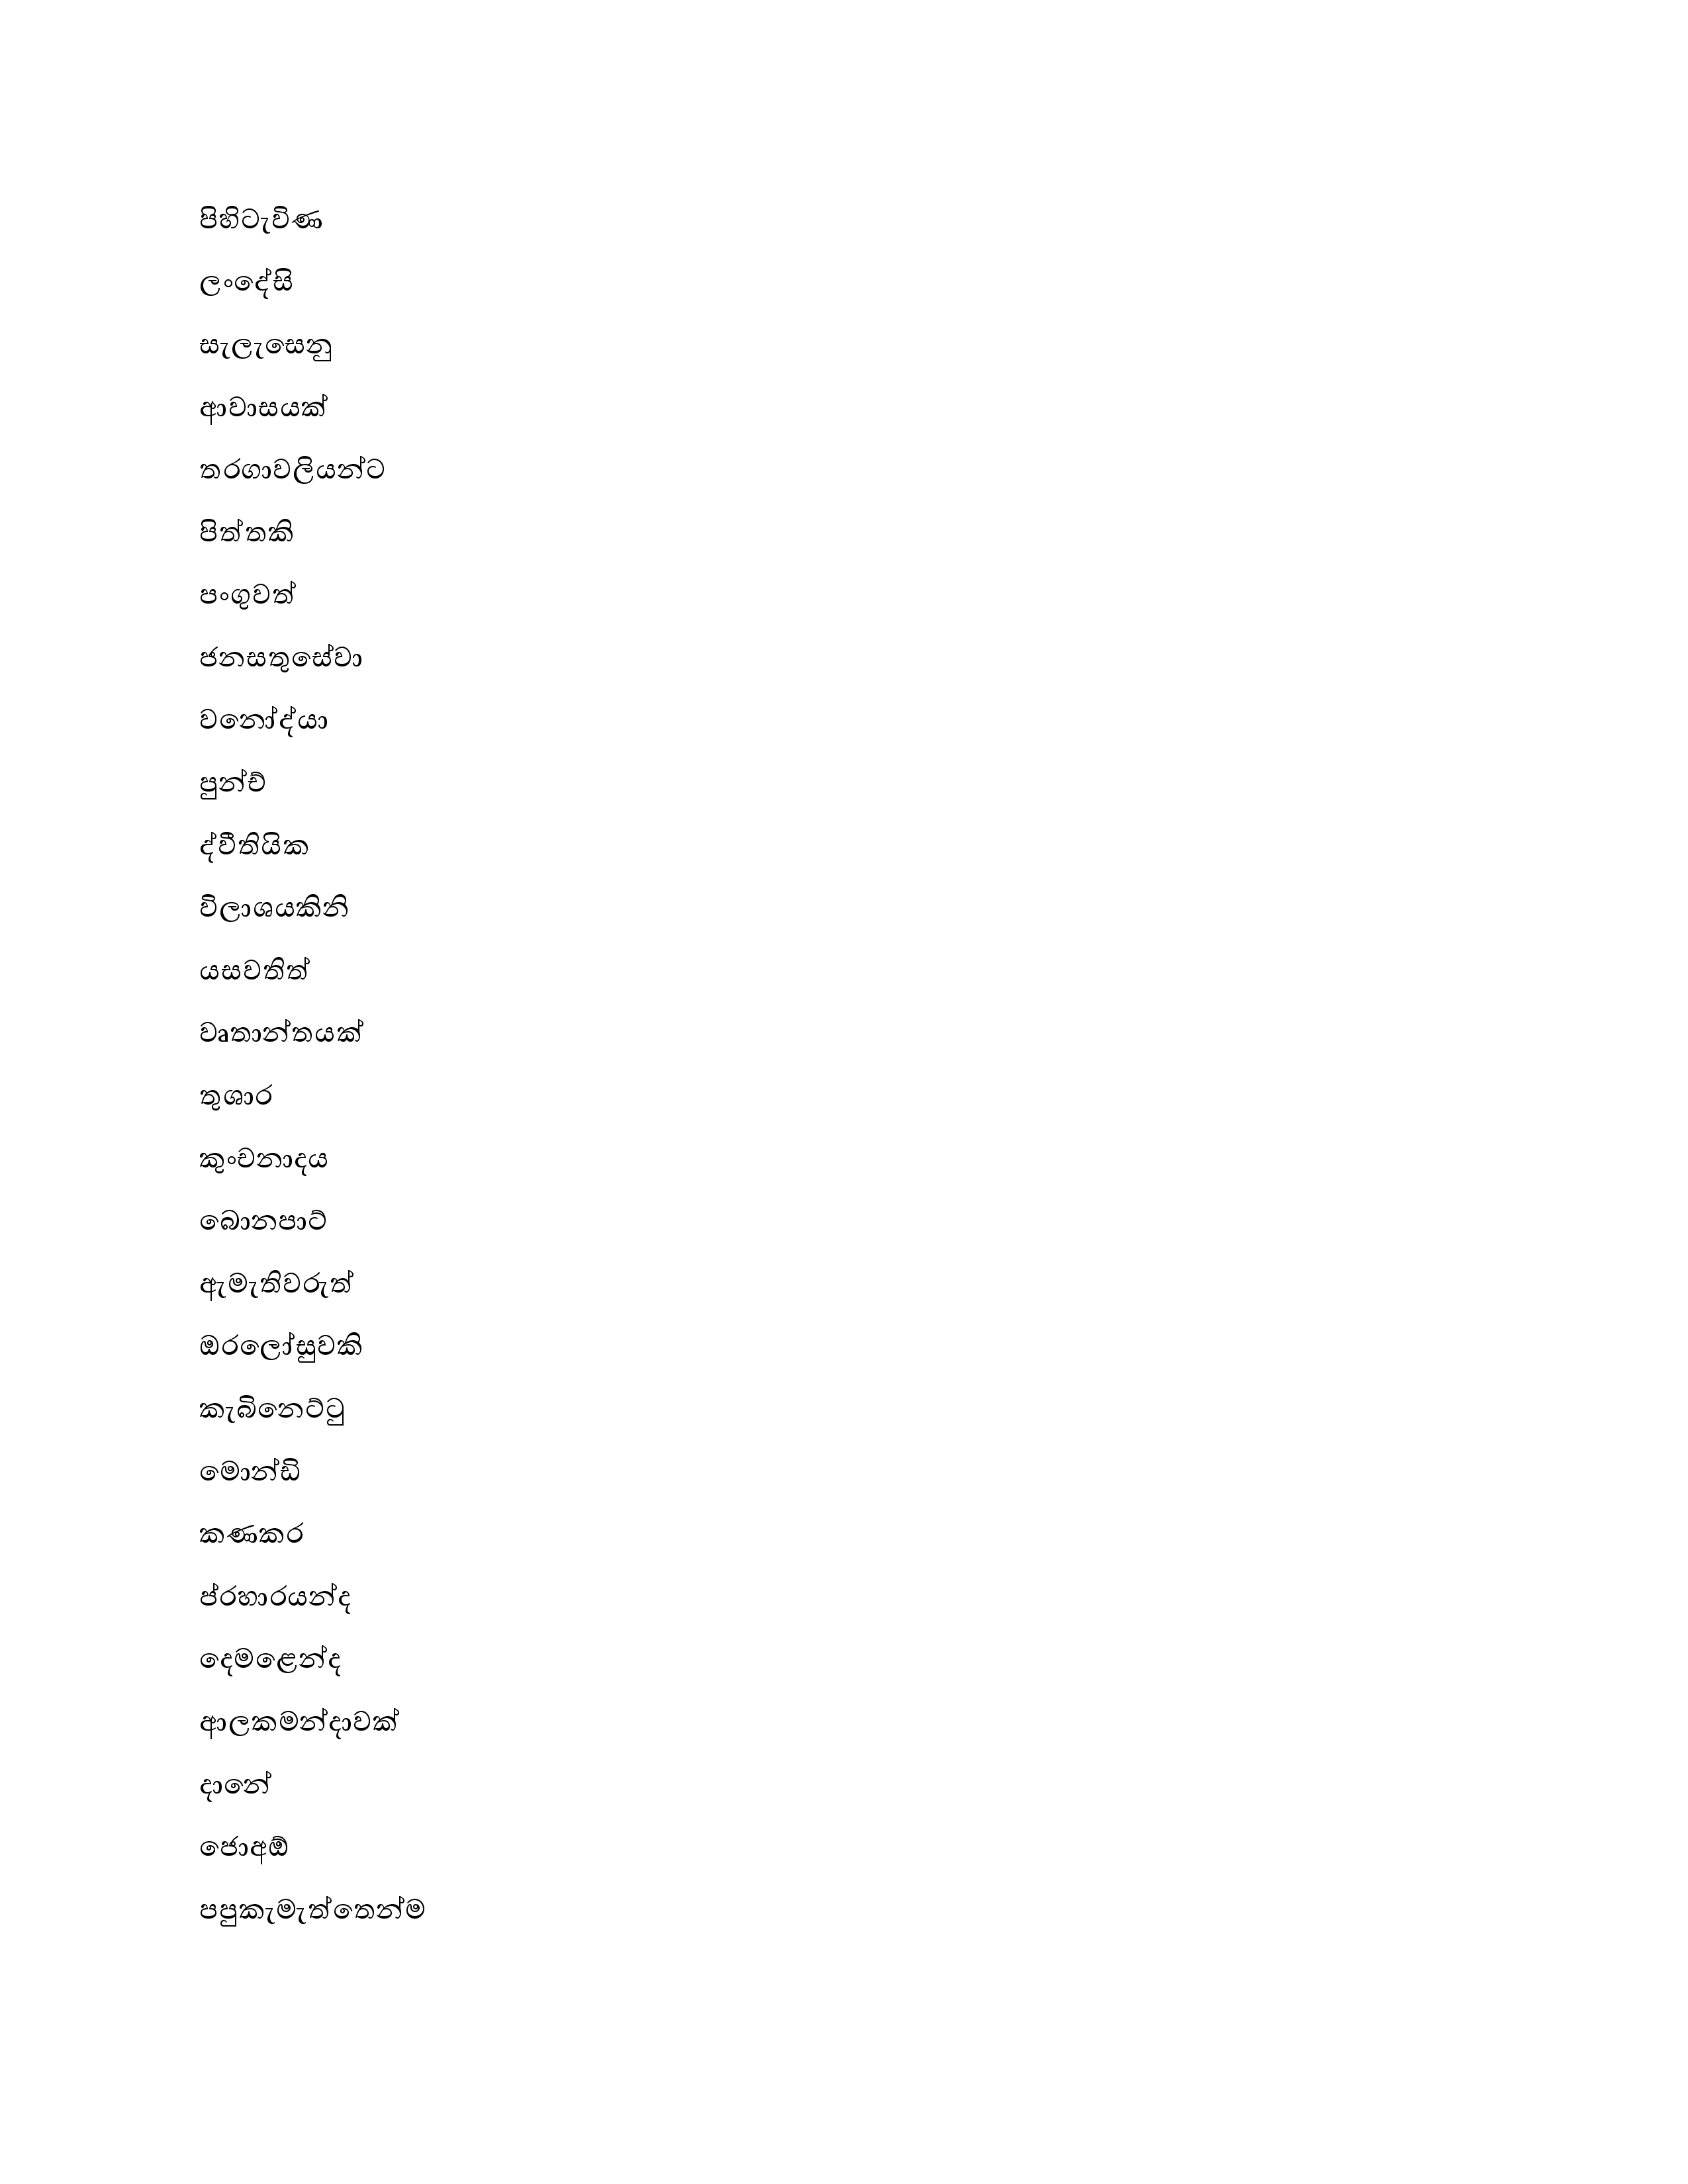 පිහිටැවිණ
ලංදේසි
සැලැසෙනු
ආවාසයක්
තරගාවලියන්ට
පිත්තකි
පංගුවත්
ජනසතුසේවා
වනෝද්යා
පුන්ච්
ද්වීතියික
විලාශයකිනි
යසවතිත්
වෘතාන්තයක්
තුශාර
කුංචනාදය
බොනපාට්
ඇමැතිවරුත්
ඔරලෝසුවකි
කැබිනෙට්ටු
මොන්ඩි
කණකර
ප්රහාරයන්ද
දෙමළෙන්ද
ආලකමන්දාවක්
දානේ
ජොඅඕ
පපුකැමැත්තෙන්ම